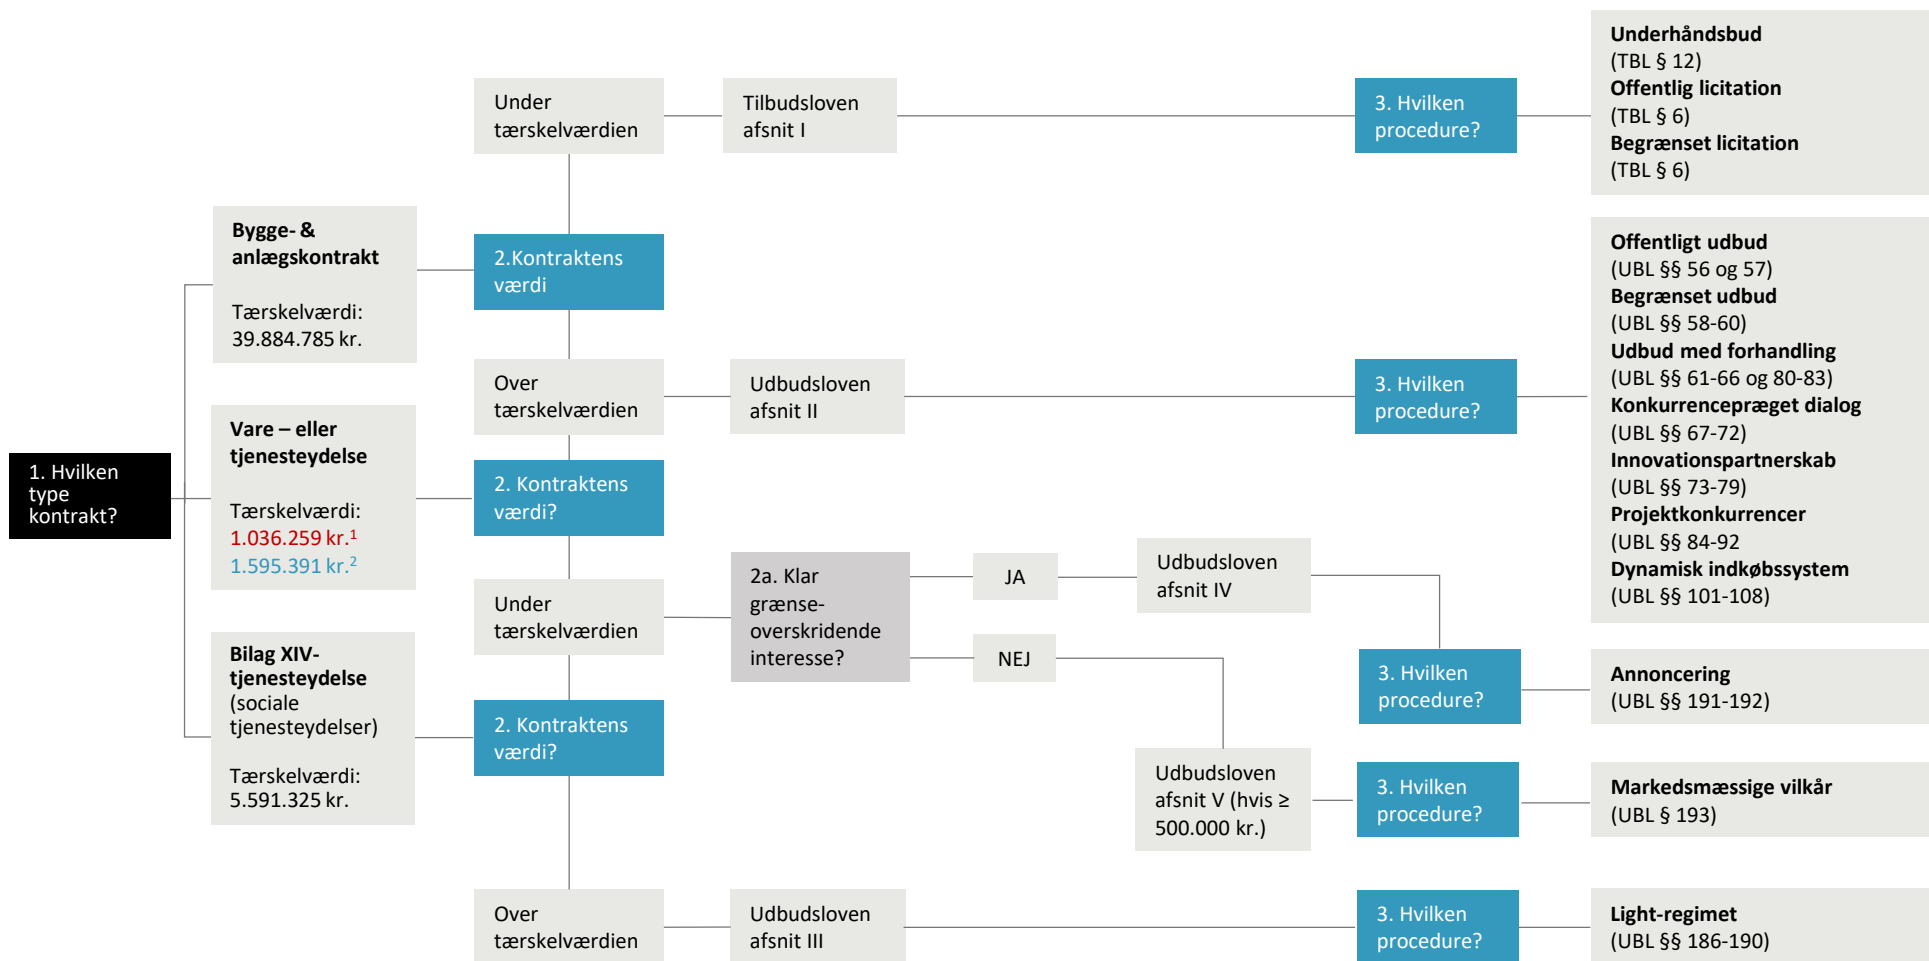 1. Hvilken
type
kontrakt?
Bygge- &
anlægskontrakt
Tærskelværdi:
39.884.785 kr.
Vare – eller
tjenesteydelse
Tærskelværdi:
1.036.259 kr.¹
1.595.391 kr.²
Bilag XIV-
tjenesteydelse
(sociale
tjenesteydelser)
Tærskelværdi:
5.591.325 kr.
Under
tærskelværdien
2.Kontraktens
værdi
Over
tærskelværdien
2. Kontraktens
værdi?
Under
tærskelværdien
2. Kontraktens
værdi?
Over
tærskelværdien
Tilbudsloven
afsnit I
Udbudsloven
afsnit II
2a. Klar
grænse-
overskridende
interesse?
JA
NEJ
Udbudsloven
afsnit IV
Udbudsloven
afsnit V (hvis ≥
500.000 kr.)
Udbudsloven
afsnit III
3. Hvilken
procedure?
3. Hvilken
procedure?
3. Hvilken
procedure?
3. Hvilken
procedure?
3. Hvilken
procedure?
Underhåndsbud
(TBL § 12)
Offentlig licitation
(TBL § 6)
Begrænset licitation
(TBL § 6)
Offentligt udbud
(UBL §§ 56 og 57)
Begrænset udbud
(UBL §§ 58-60)
Udbud med forhandling
(UBL §§ 61-66 og 80-83)
Konkurrencepræget dialog
(UBL §§ 67-72)
Innovationspartnerskab
(UBL §§ 73-79)
Projektkonkurrencer
(UBL §§ 84-92
Dynamisk indkøbssystem
(UBL §§ 101-108)
Annoncering
(UBL §§ 191-192)
Markedsmæssige vilkår
(UBL § 193)
Light-regimet
(UBL §§ 186-190)